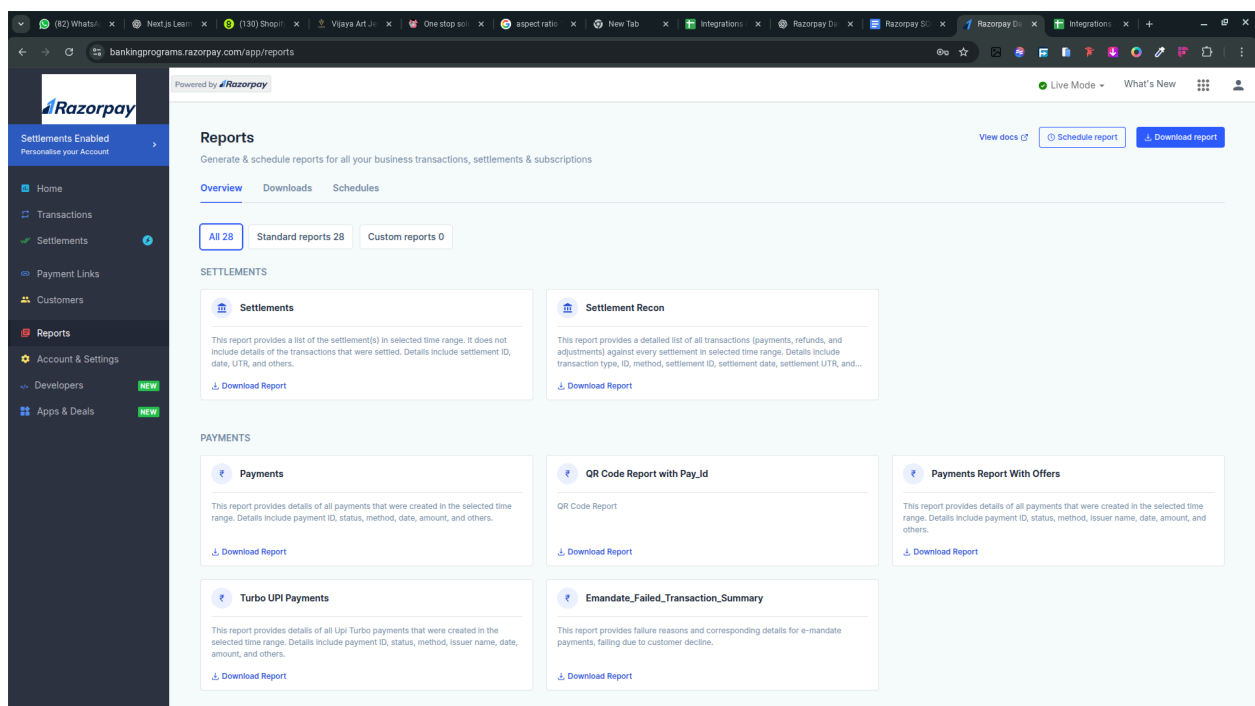 (82) WhatsA
Next.js Learn
(130) Shopif
Vijaya Art Je
One stop sol
aspect ratio
New Tab
Integrations
Razorpay Da
Razorpay SO
Razorpay Da
Integrations
bankingprograms.razorpay.com/app/reports
Razorpay
Powered by Razorpay
Live Mode
What's New
Settlements Enabled
Personalise your Account
Home
Transactions
Settlements
Payment Links
Customers
Reports
Account & Settings
Developers NEW
Apps & Deals NEW
Reports
View docs
Schedule report
Download report
Generate & schedule reports for all your business transactions, settlements & subscriptions
Overview Downloads Schedules
All 28 Standard reports 28 Custom reports 0
SETTLEMENTS
Settlements
This report provides a list of the settlement(s) in selected time range. It does not
include details of the transactions that were settled. Details include settlement ID,
date, UTR, and others.
Download Report
Settlement Recon
This report provides a detailed list of all transactions (payments, refunds, and
adjustments) against every settlement in selected time range. Details include
transaction type, ID, method, settlement ID, settlement date, settlement UTR, and...
Download Report
PAYMENTS
₹ Payments
This report provides details of all payments that were created in the selected time
range. Details include payment ID, status, method, date, amount, and others.
Download Report
₹ QR Code Report with Pay_Id
QR Code Report
Download Report
₹ Payments Report With Offers
This report provides details of all payments that were created in the selected time
range. Details include payment ID, status, method, issuer name, date, amount, and
others.
Download Report
₹ Turbo UPI Payments
This report provides details of all Upi Turbo payments that were created in the
selected time range. Details include payment ID, status, method, issuer name, date,
amount, and others.
Download Report
₹ Emandate_Failed_Transaction_Summary
This report provides failure reasons and corresponding details for e-mandate
payments, failing due to customer decline.
Download Report